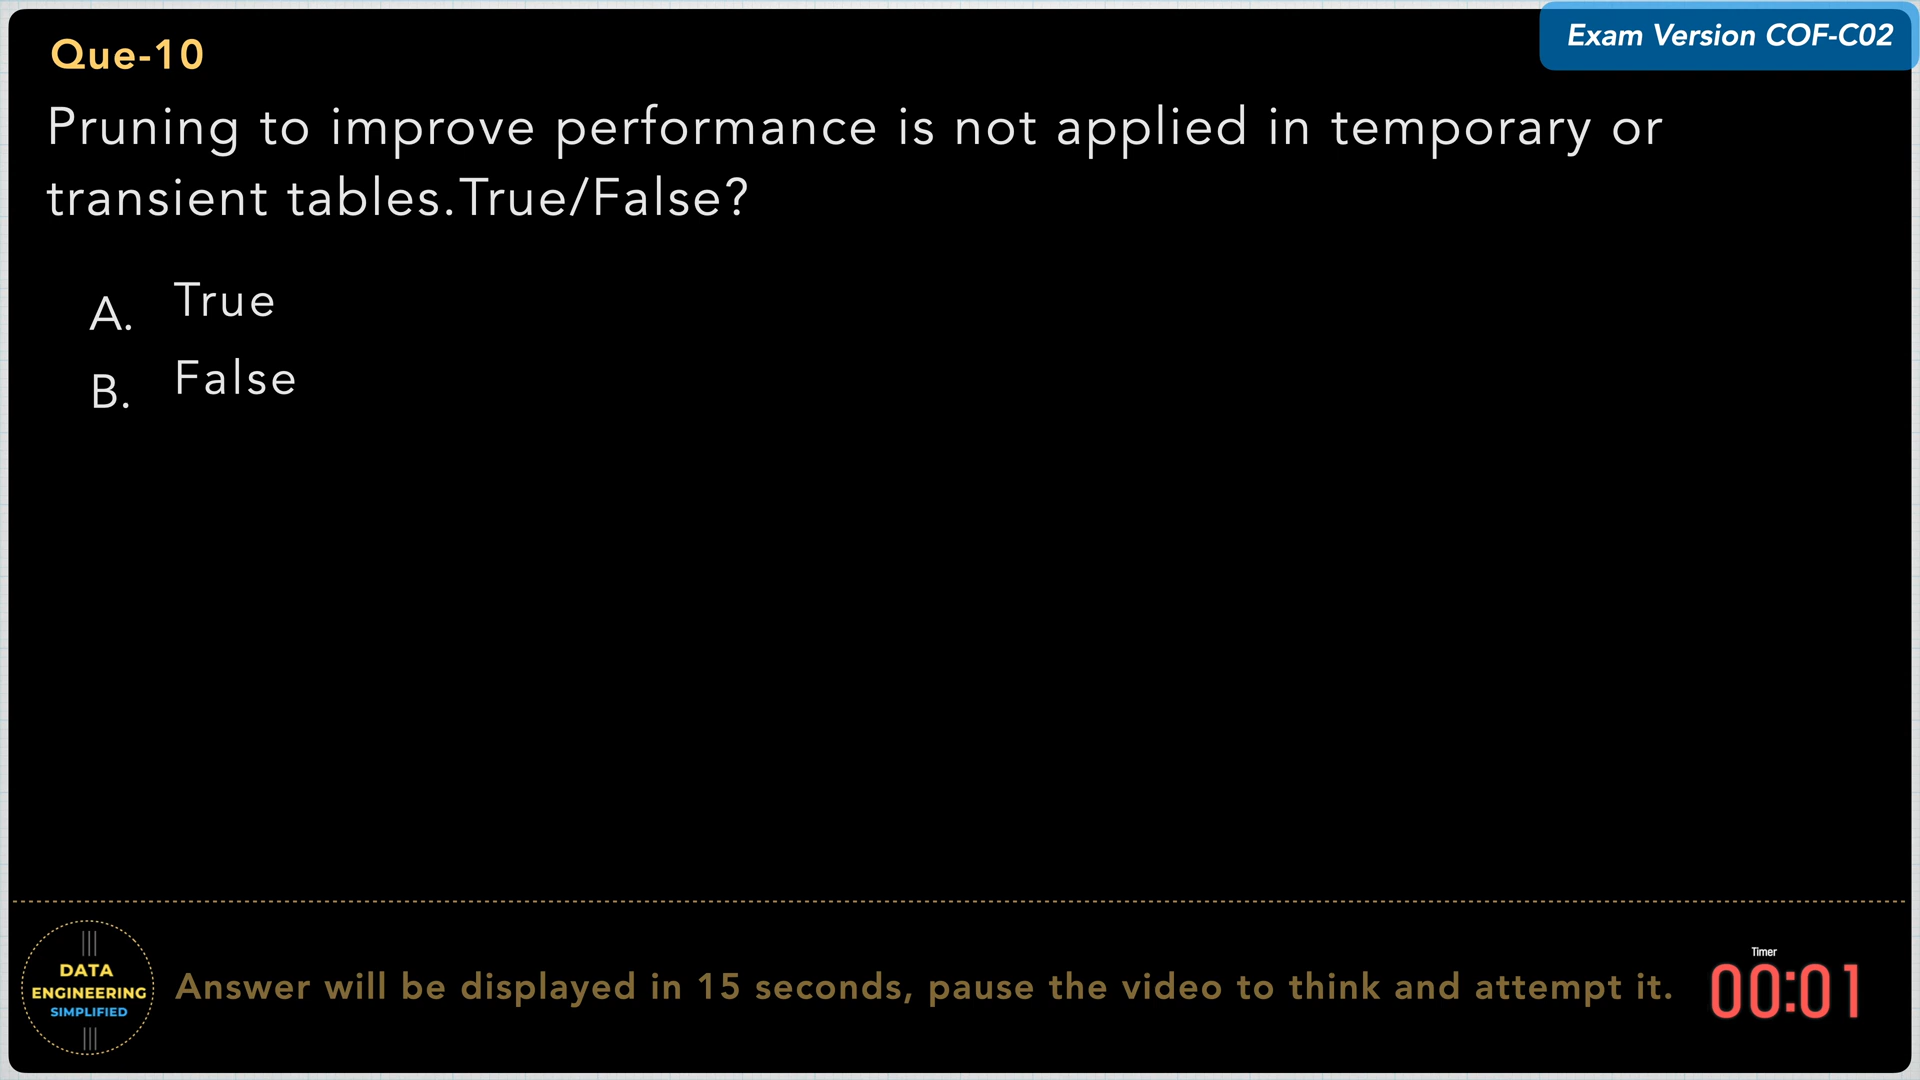 Exam Version COF-C02
Que-10
Pruning to improve performance is not applied in temporary or
transient tables.True/False?
A. True
B. False
DATA
ENGINEERING
SIMPLIFIED
Answer will be displayed in 15 seconds, pause the video to think and attempt it.
Timer
00:01